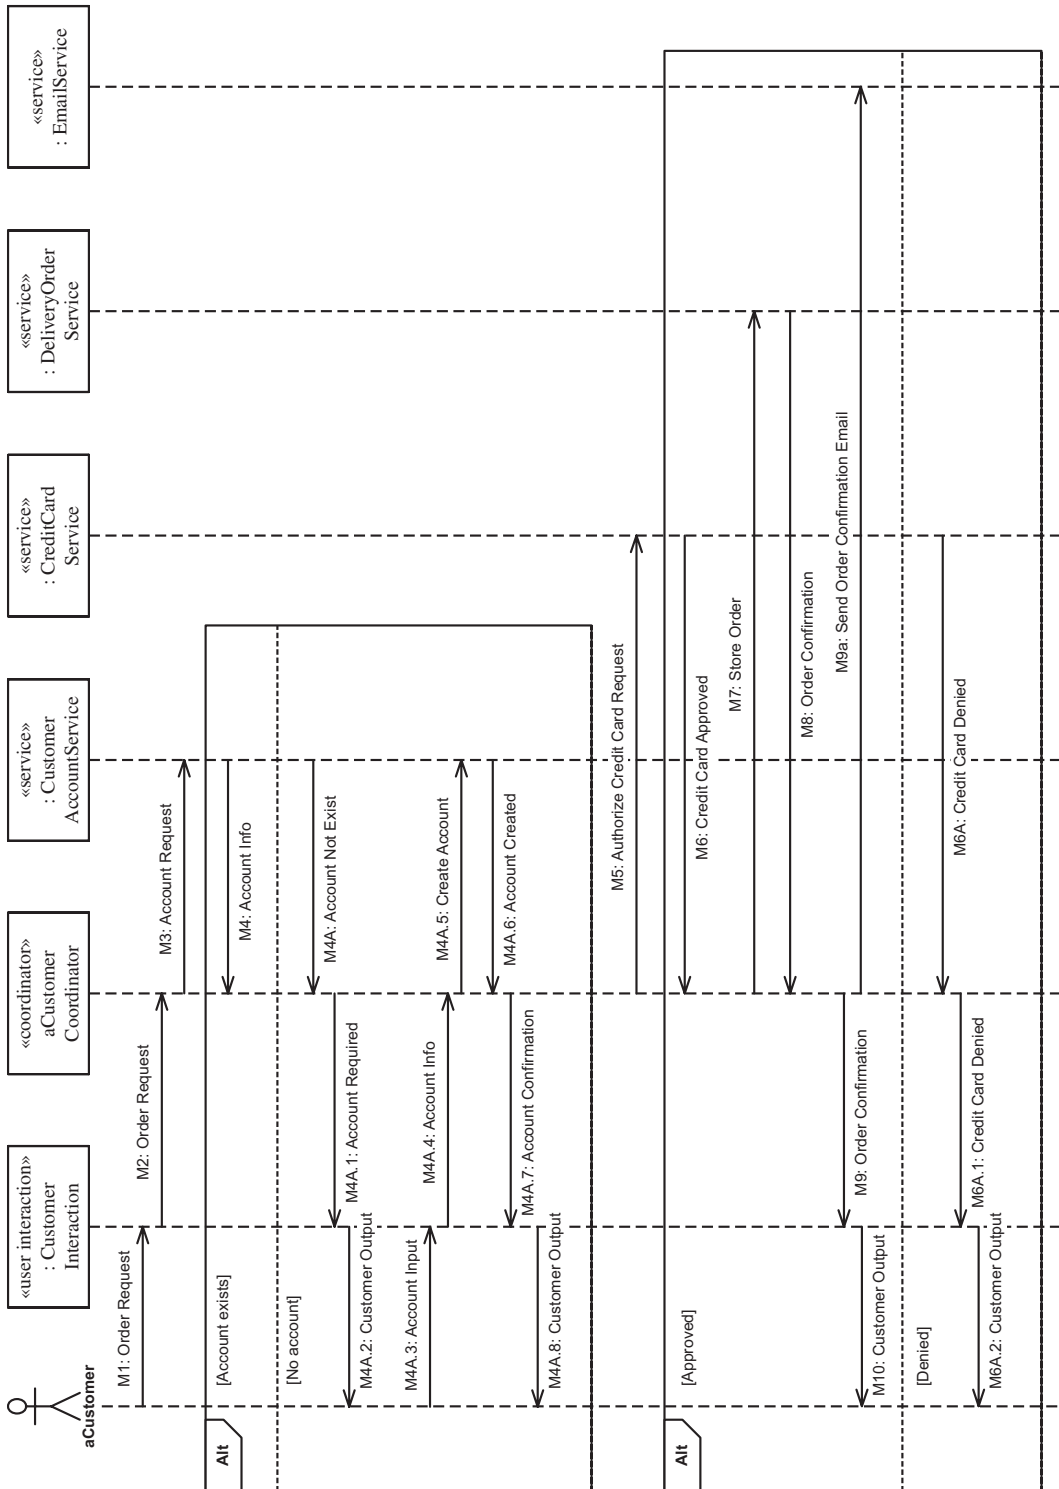 aCustomer
«user interaction»
: Customer
Interaction
«coordinator»
aCustomer
Coordinator
«service»
: Customer
AccountService
«service»
: CreditCard
Service
«service»
: DeliveryOrder
Service
«service»
: EmailService
M1: Order Request
M2: Order Request
M3: Account Request
Alt
[Account exists]
M4: Account Info
[No account]
M4A: Account Not Exist
M4A.1: Account Required
M4A.2: Customer Output
M4A.3: Account Input
M4A.4: Account Info
M4A.5: Create Account
M4A.6: Account Created
M4A.7: Account Confirmation
M4A.8: Customer Output
M5: Authorize Credit Card Request
Alt
[Approved]
M6: Credit Card Approved
M7: Store Order
M8: Order Confirmation
M9a: Send Order Confirmation Email
M9: Order Confirmation
M10: Customer Output
[Denied]
M6A: Credit Card Denied
M6A.1: Credit Card Denied
M6A.2: Customer Output